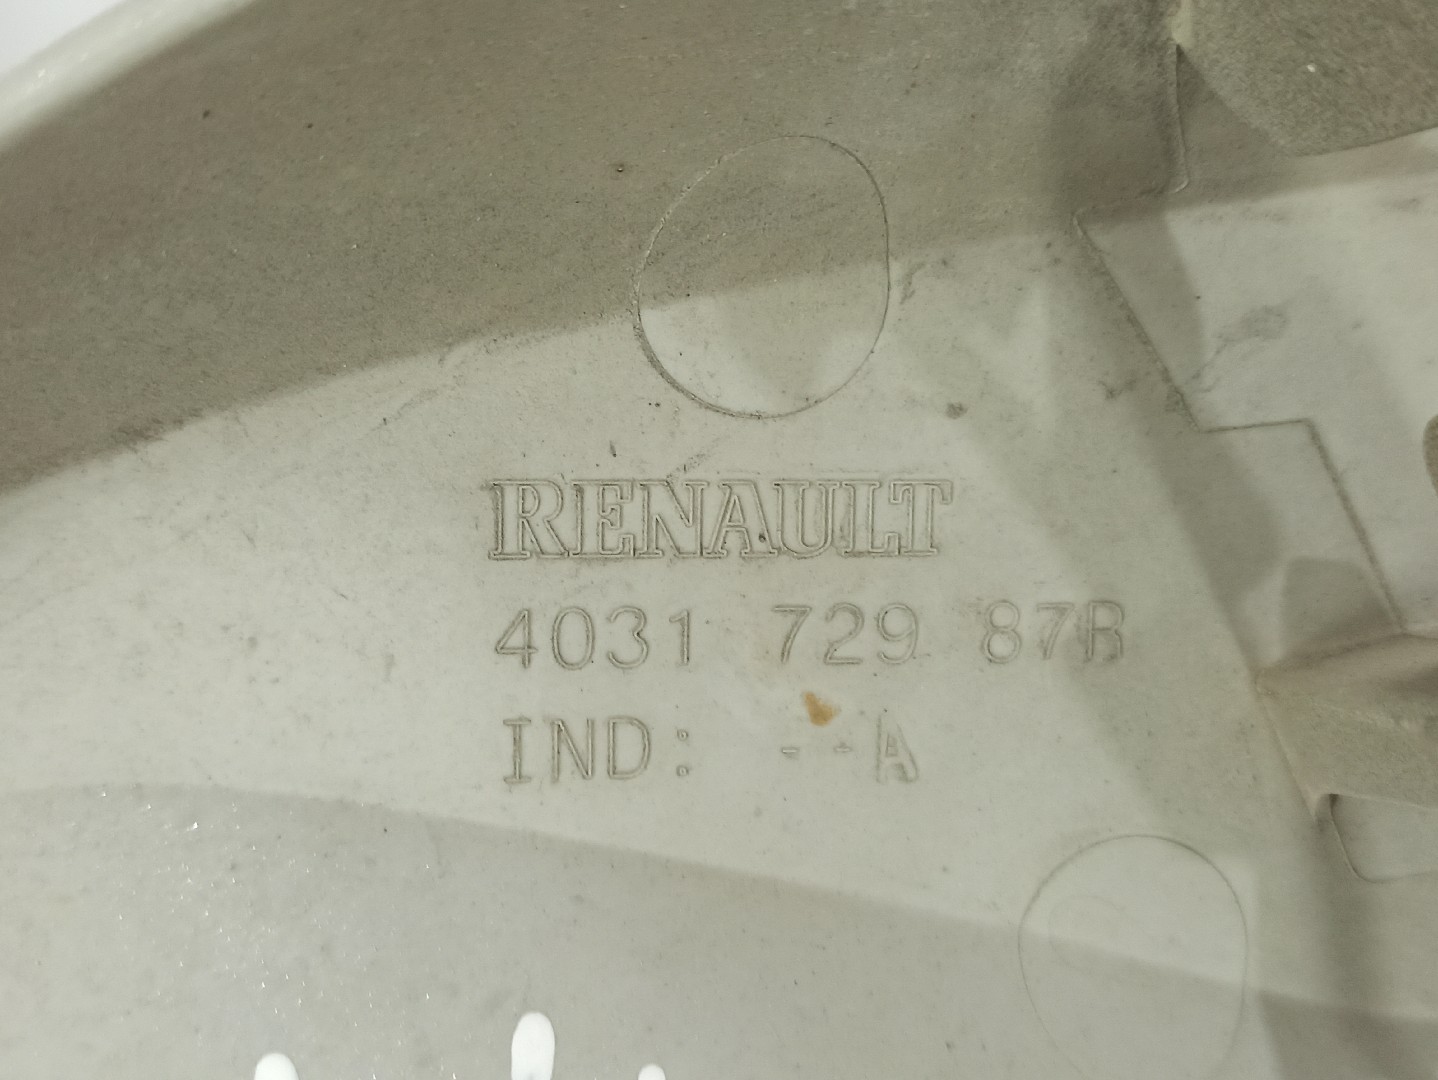 RENAULT
4031 729 87R
IND: --A